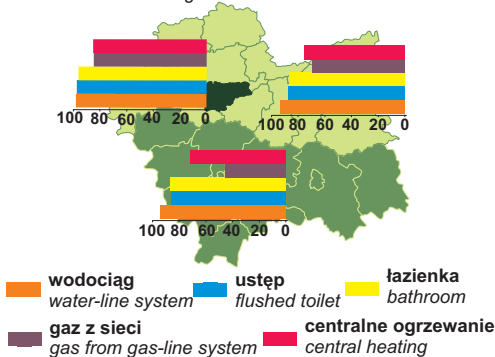 100 80 60 40 20 0
100 80 60 40 20 0
100 80 60 40 20 0
wodociąg
water-line system
ustęp
flushed toilet
łazienka
bathroom
gaz z sieci
gas from gas-line system
centralne ogrzewanie
central heating